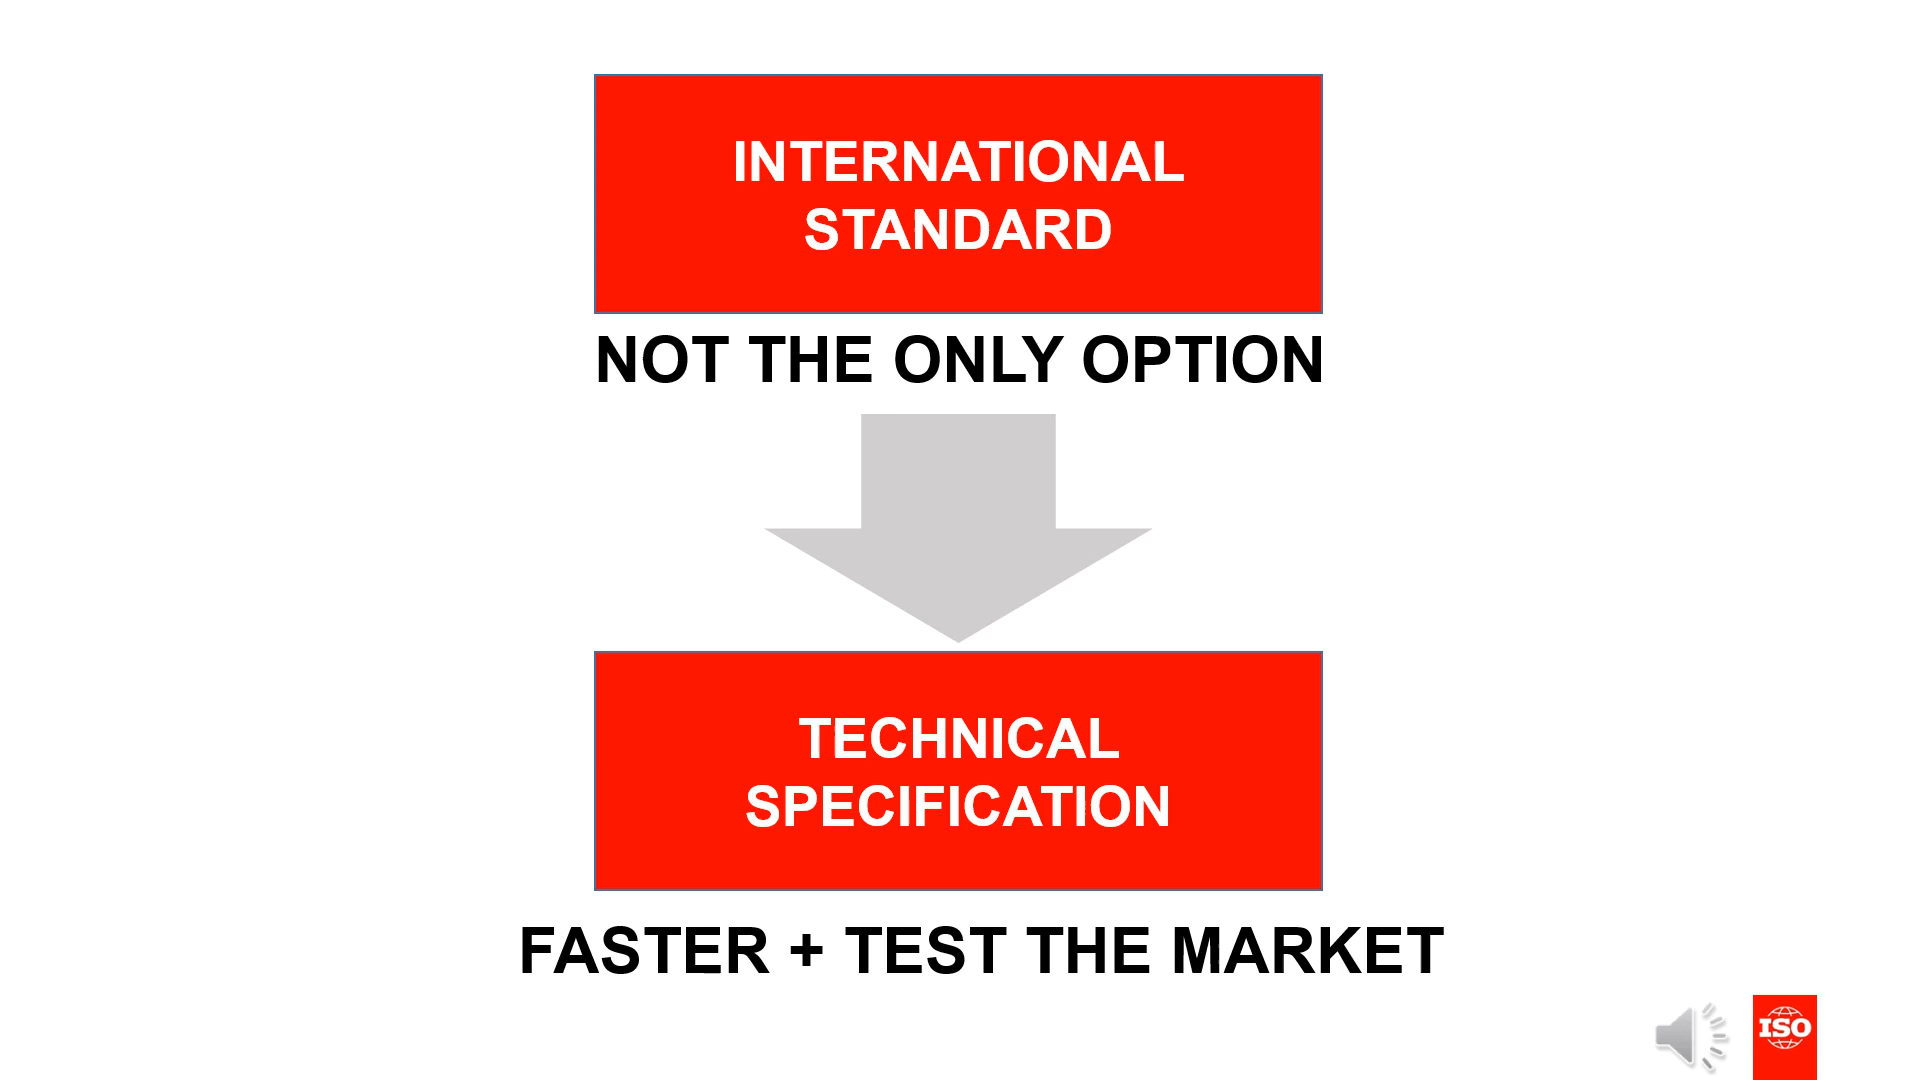 INTERNATIONAL
STANDARD
NOT THE ONLY OPTION
TECHNICAL
SPECIFICATION
FASTER + TEST THE MARKET
ISO